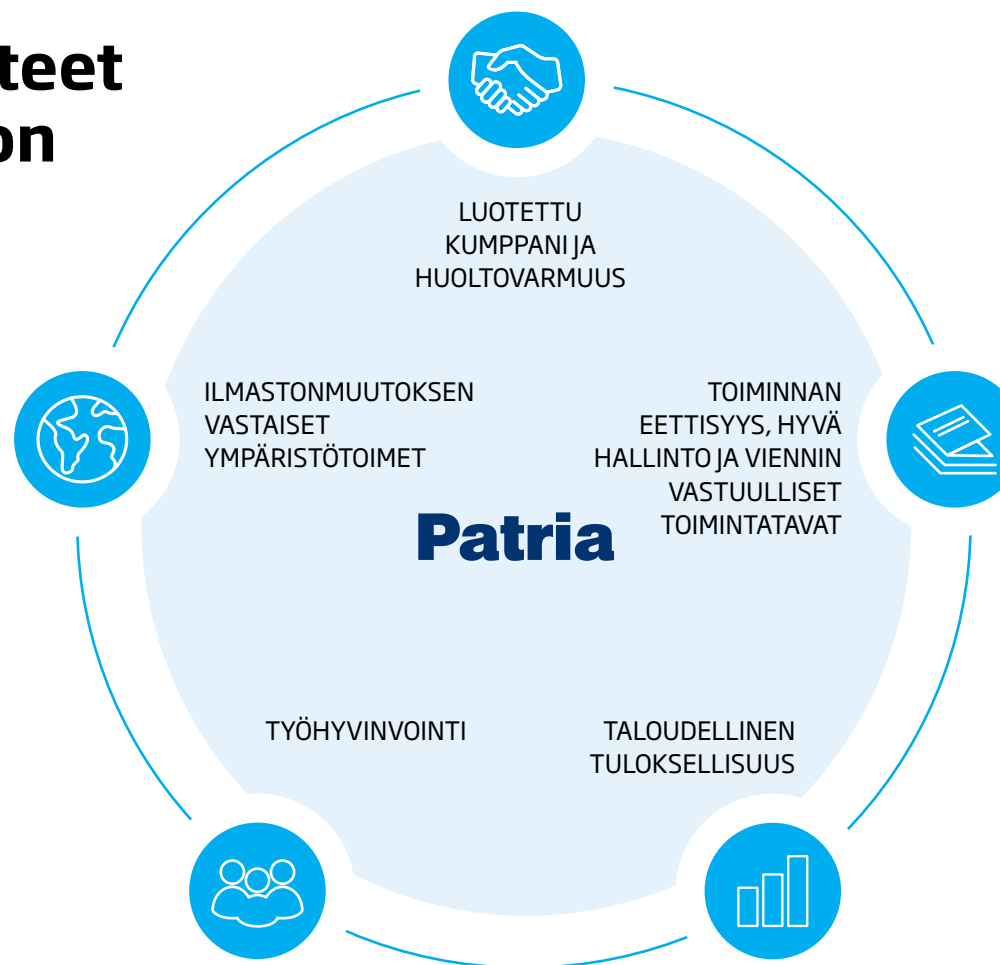 teet
on
LUOTETTU
KUMPPANI JA
HUOLTOVARMUUS
ILMASTONMUUTOKSEN
VASTAISET
YMPÄRISTÖTOIMET
TOIMINNAN
EETTISYYS, HYVÄ
HALLINTO JA VIENNIN
VASTUULLISET
TOIMINTATAVAT
Patria
TYÖHYVINVOINTI
TALOUDELLINEN
TULOKSELLISUUS